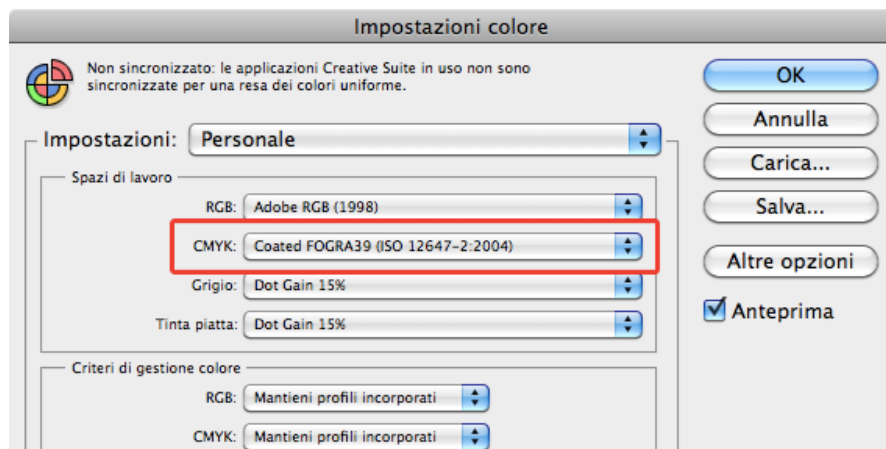 Impostazioni colore
Non sincronizzato: le applicazioni Creative Suite in uso non sono
sincronizzate per una resa dei colori uniforme.
Impostazioni: Personale
Spazi di lavoro
RGB: Adobe RGB (1998)
CMYK: Coated FOGRA39 (ISO 12647-2:2004)
Grigio: Dot Gain 15%
Tinta piatta: Dot Gain 15%
Criteri di gestione colore
RGB: Mantieni profili incorporati
CMYK: Mantieni profili incorporati
OK
Annulla
Carica...
Salva...
Altre opzioni
Anteprima